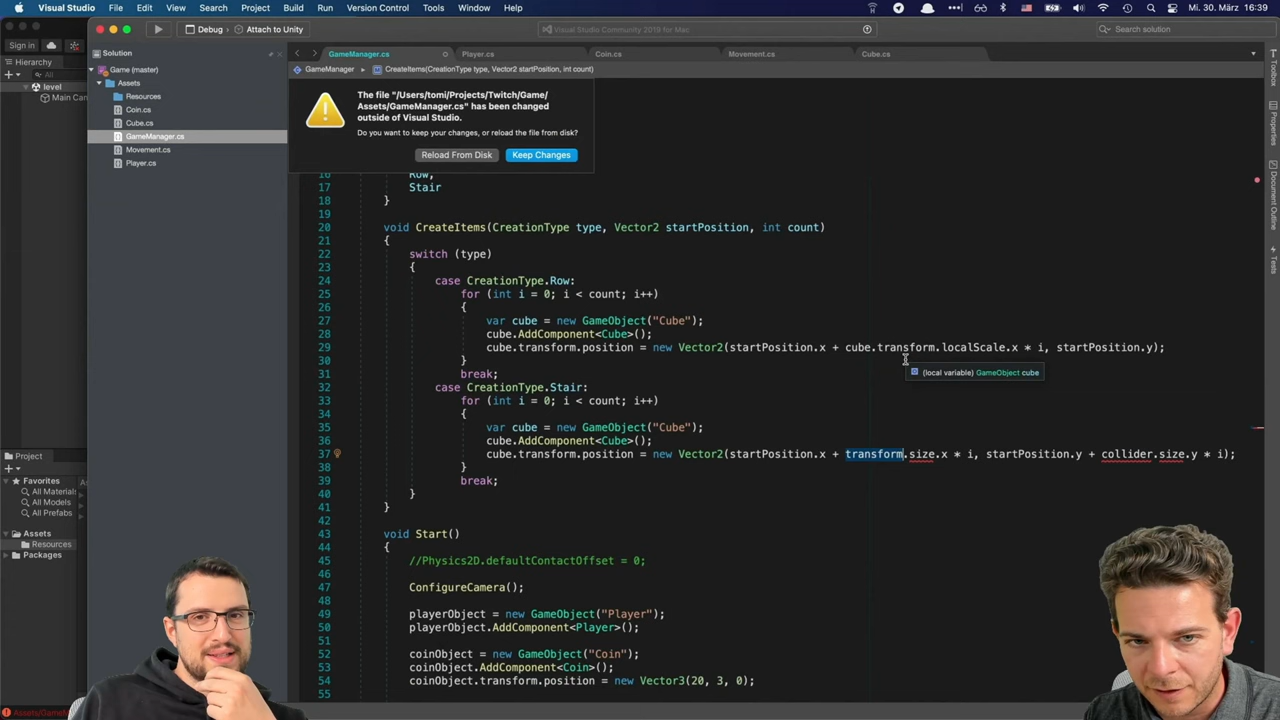 Visual Studio File Edit View Search Project Build Run Version Control Tools Window Help Mi. 30. März 16:39
Debug Attach to Unity Visual Studio Community 2019 for Mac Search solution
Sign in
Hierarchy
All
level
Main Can
Project
Favorites
All Materials
All Models
All Prefabs
Assets
Resources
Packages
Solution
Game (master)
Assets
Resources
Coin.cs
Cube.cs
GameManager.cs
Movement.cs
Player.cs
GameManager.cs Player.cs Coin.cs Movement.cs Cube.cs
GameManager CreateItems(CreationType type, Vector2 startPosition, int count)
The file "/Users/tomi/Projects/Twitch/Game/
Assets/GameManager.cs" has been changed
outside of Visual Studio.
Do you want to keep your changes, or reload the file from disk?
Reload From Disk Keep Changes
16 Row,
17 Stair
18 }
19
20 void CreateItems(CreationType type, Vector2 startPosition, int count)
21 {
22 switch (type)
23 {
24 case CreationType.Row:
25 for (int i = 0; i < count; i++)
26 {
27 var cube = new GameObject("Cube");
28 cube.AddComponent<Cube>();
29 cube.transform.position = new Vector2(startPosition.x + cube.transform.localScale.x * i, startPosition.y);
30 }
(local variable) GameObject cube
31 break;
32 case CreationType.Stair:
33 for (int i = 0; i < count; i++)
34 {
35 var cube = new GameObject("Cube");
36 cube.AddComponent<Cube>();
37 cube.transform.position = new Vector2(startPosition.x + transform.size.x * i, startPosition.y + collider.size.y * i);
38 }
39 break;
40 }
41 }
42
43 void Start()
44 {
45 //Physics2D.defaultContactOffset = 0;
46
47 ConfigureCamera();
48
49 playerObject = new GameObject("Player");
50 playerObject.AddComponent<Player>();
51
52 coinObject = new GameObject("Coin");
53 coinObject.AddComponent<Coin>();
54 coinObject.transform.position = new Vector3(20, 3, 0);
55
Toolbox
Properties
Document Outline
Tests
Assets/GameM